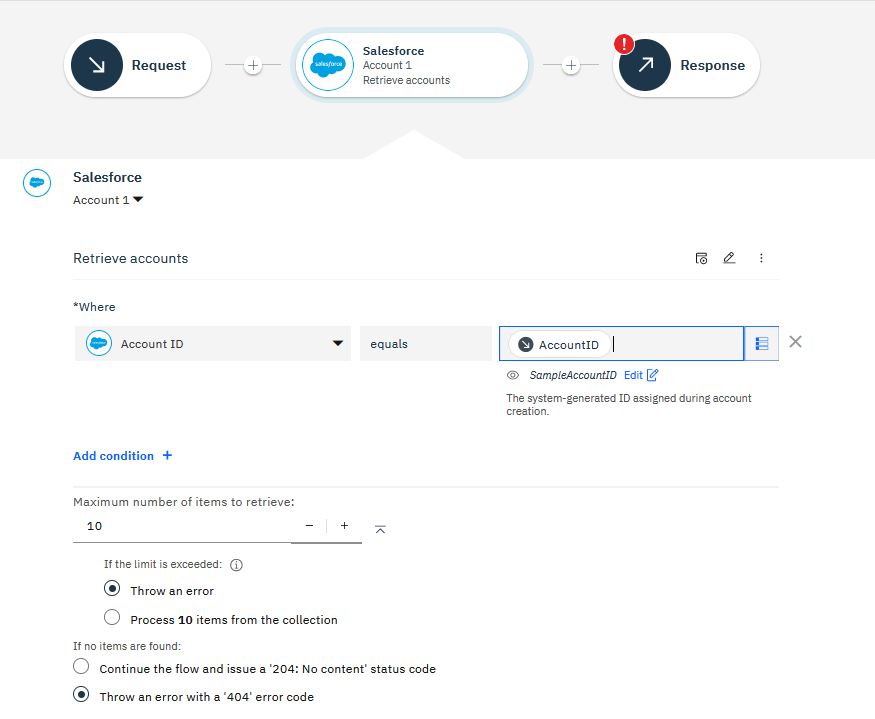 Request
Salesforce
Account 1
Retrieve accounts
Response
!
salesforce
Salesforce
Account 1
Retrieve accounts
*Where
Account ID
equals
AccountID
SampleAccountID Edit
The system-generated ID assigned during account
creation.
Add condition +
Maximum number of items to retrieve:
10
If the limit is exceeded:
Throw an error
Process 10 items from the collection
If no items are found:
Continue the flow and issue a '204: No content' status code
Throw an error with a '404' error code